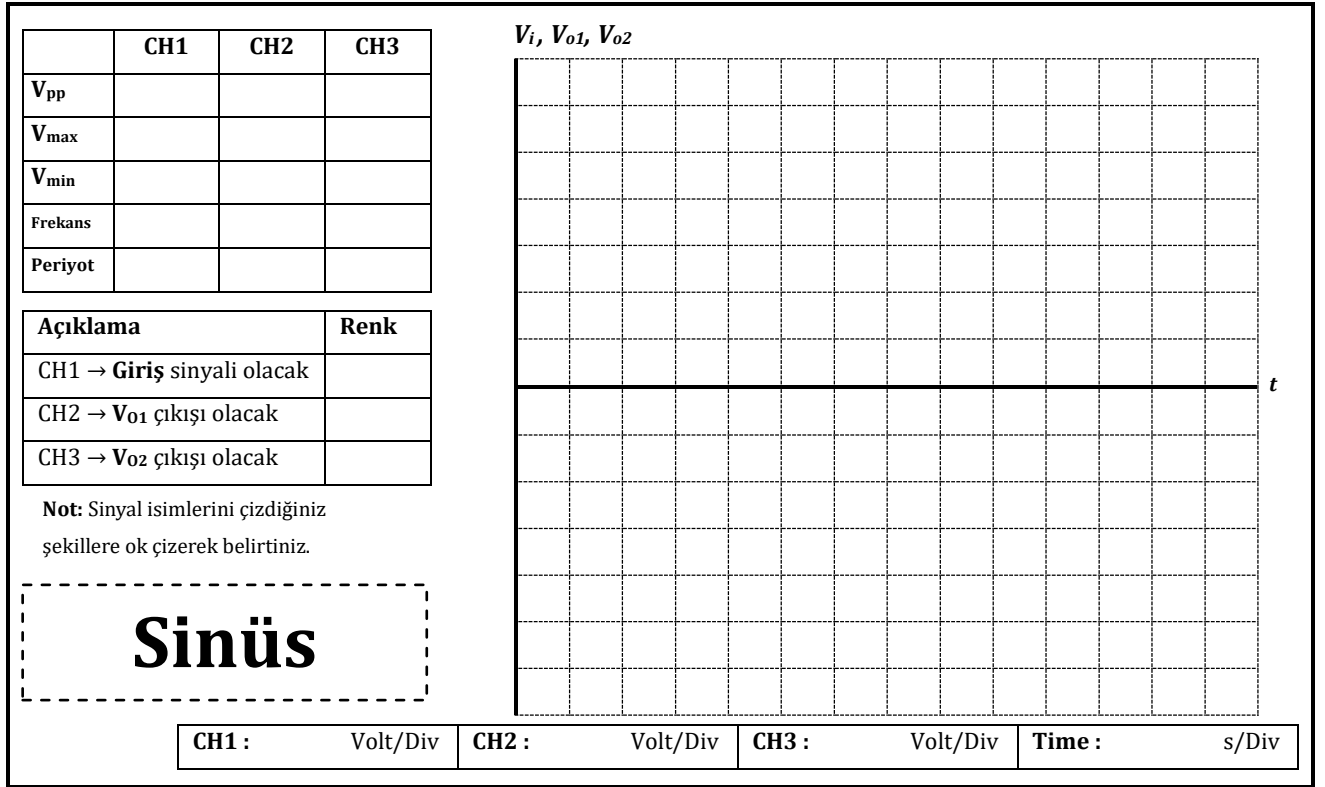 CH1 CH2 CH3
Vpp
Vmax
Vmin
Frekans
Periyot
Açıklama Renk
CH1 → Giriş sinyali olacak
CH2 → VO1 çıkışı olacak
CH3 → VO2 çıkışı olacak
Not: Sinyal isimlerini çizdiğiniz
şekillere ok çizerek belirtiniz.
Sinüs
Vi, Vo1, Vo2
t
CH1 : Volt/Div CH2 : Volt/Div CH3 : Volt/Div Time : s/Div